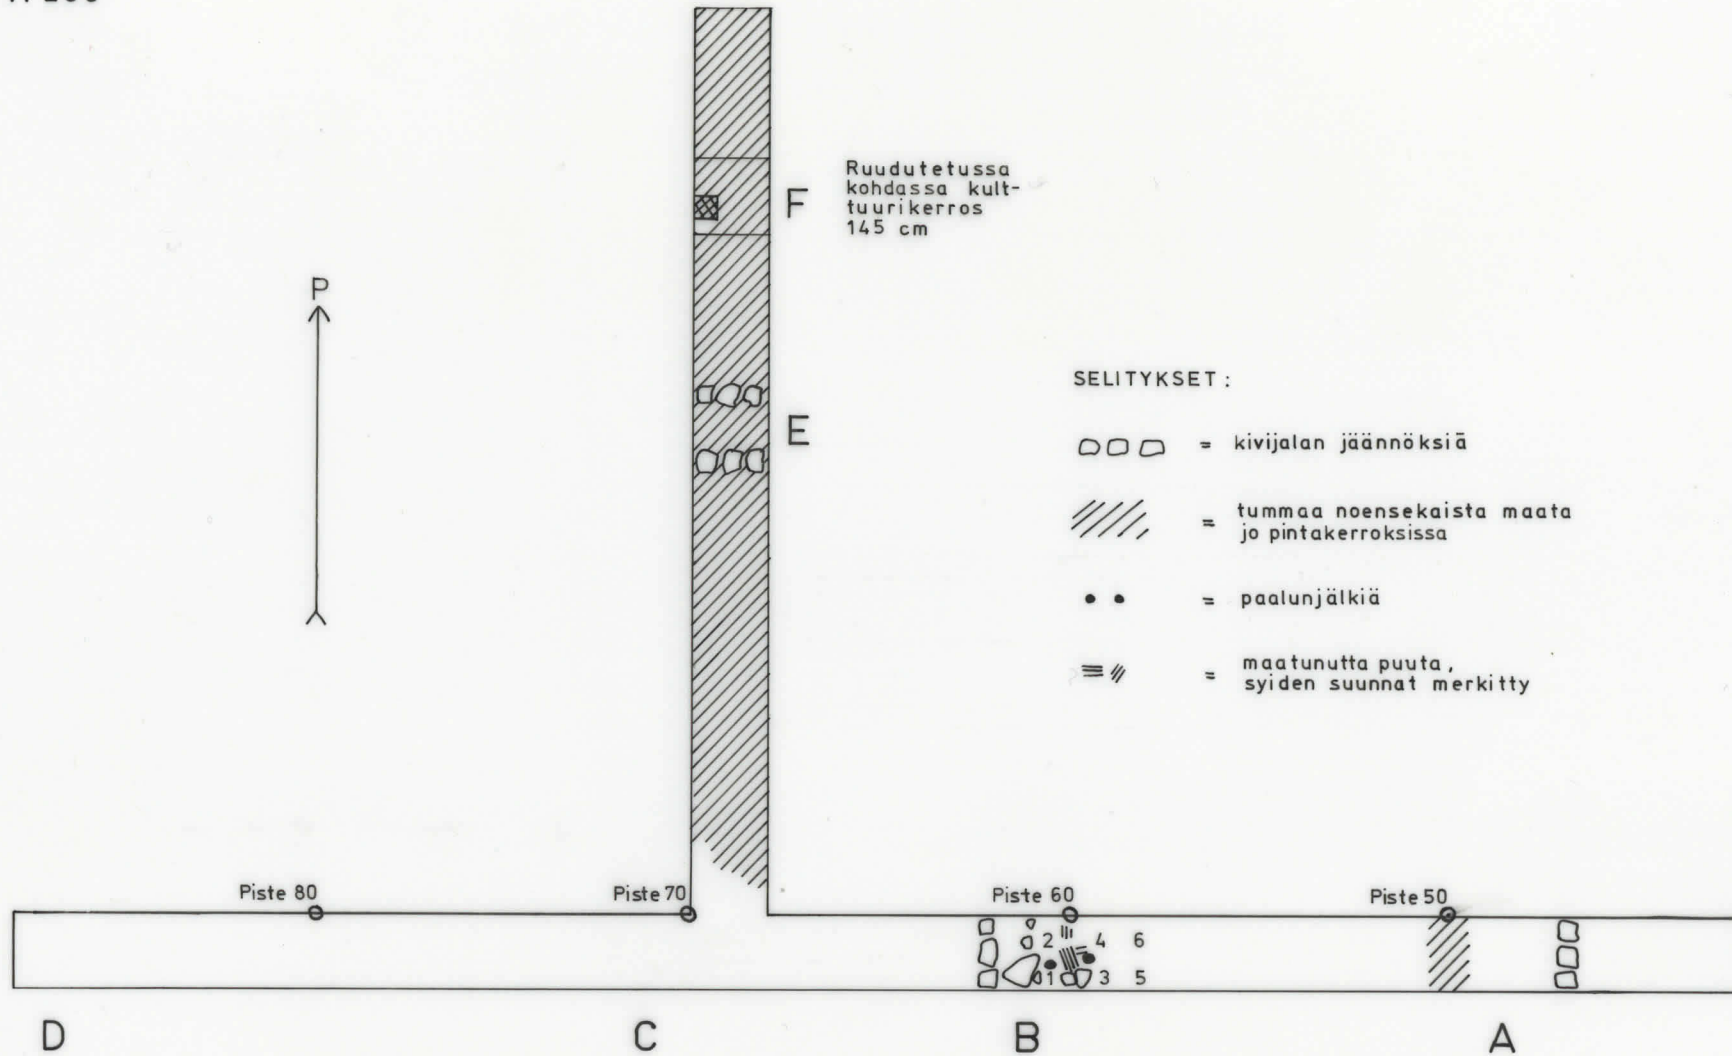 F
Ruudutetussa
kohdassa kult-
tuurikerros
145 cm
P
E
SELITYKSET :
= kivijalan jäännöksiä
= tummaa noensekaista maata
jo pintakerroksissa
= paalunjälkiä
= maatunutta puuta,
syiden suunnat merkitty
Piste 80
Piste 70
Piste 60
Piste 50
2 4 6
1 3 5
D C B A